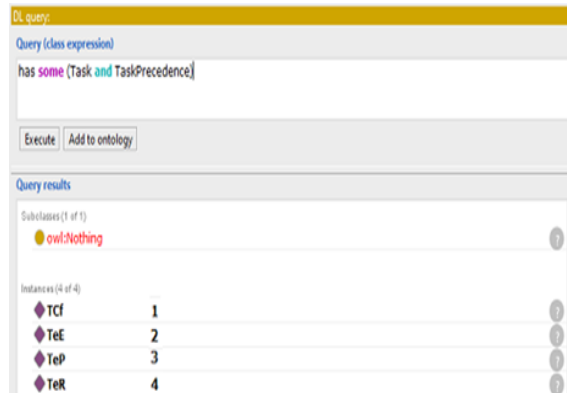 DL query:
Query (class expression)
has some (Task and TaskPrecedence)
Execute Add to ontology
Query results
Subclasses (1 of 1)
owl:Nothing ?
Instances (4 of 4)
TCf 1 ?
TeE 2 ?
TeP 3 ?
TeR 4 ?